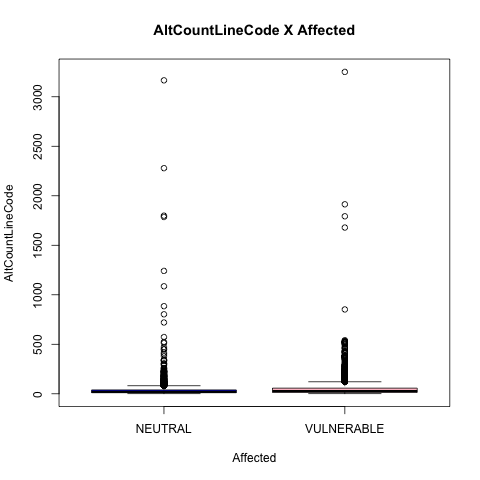 AltCountLineCode X Affected
AltCountLineCode
3000
2500
2000
1500
1000
500
0
NEUTRAL
VULNERABLE
Affected